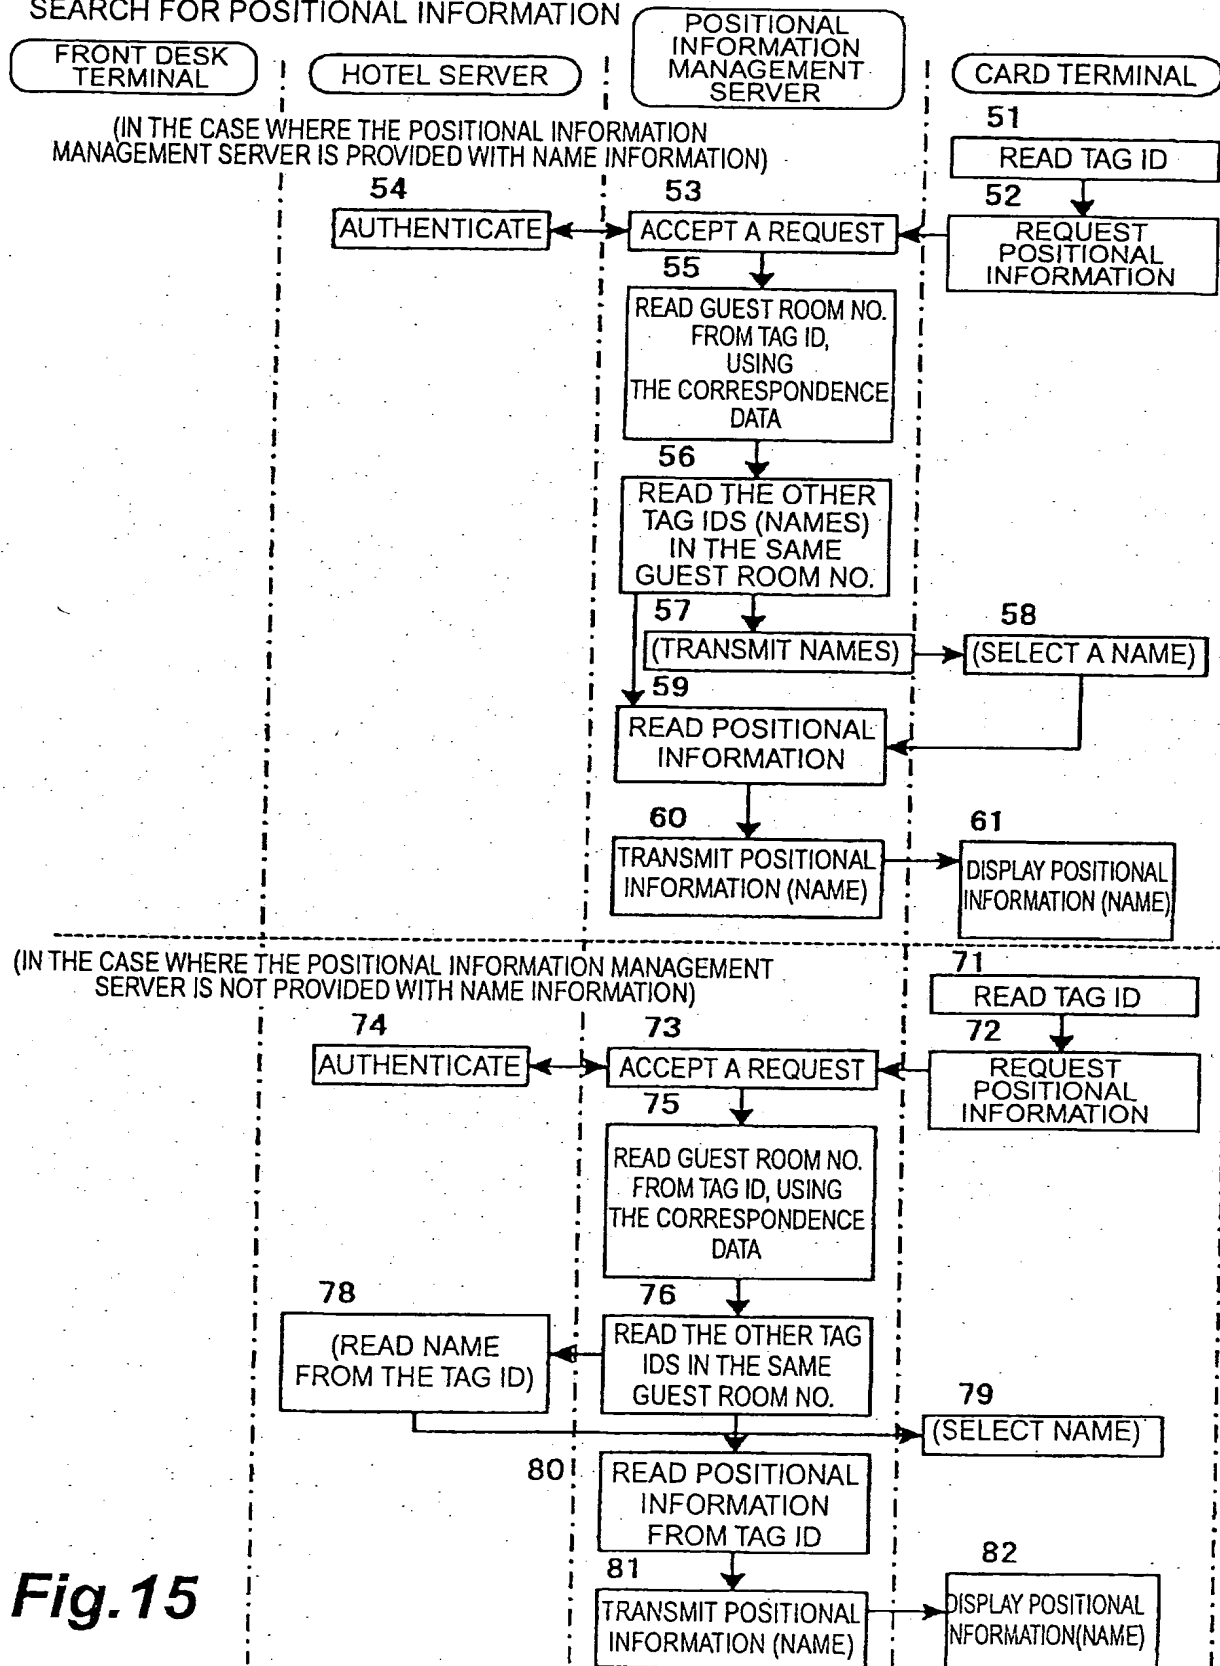 SEARCH FOR POSITIONAL INFORMATION
FRONT DESK
TERMINAL
HOTEL SERVER
POSITIONAL
INFORMATION
MANAGEMENT
SERVER
CARD TERMINAL
(IN THE CASE WHERE THE POSITIONAL INFORMATION
MANAGEMENT SERVER IS PROVIDED WITH NAME INFORMATION)
51
READ TAG ID
54
53
52
AUTHENTICATE
ACCEPT A REQUEST
REQUEST
POSITIONAL
INFORMATION
55
READ GUEST ROOM NO.
FROM TAG ID,
USING
THE CORRESPONDENCE
DATA
56
READ THE OTHER
TAG IDS (NAMES)
IN THE SAME
GUEST ROOM NO.
57
58
(TRANSMIT NAMES)
(SELECT A NAME)
59
READ POSITIONAL
INFORMATION
60
61
TRANSMIT POSITIONAL
INFORMATION (NAME)
DISPLAY POSITIONAL
INFORMATION (NAME)
(IN THE CASE WHERE THE POSITIONAL INFORMATION MANAGEMENT
SERVER IS NOT PROVIDED WITH NAME INFORMATION)
71
READ TAG ID
74
73
72
AUTHENTICATE
ACCEPT A REQUEST
REQUEST
POSITIONAL
INFORMATION
75
READ GUEST ROOM NO.
FROM TAG ID, USING
THE CORRESPONDENCE
DATA
78
76
(READ NAME
FROM THE TAG ID)
READ THE OTHER TAG
IDS IN THE SAME
GUEST ROOM NO.
79
(SELECT NAME)
80
READ POSITIONAL
INFORMATION
FROM TAG ID
81
82
TRANSMIT POSITIONAL
INFORMATION (NAME)
DISPLAY POSITIONAL
INFORMATION(NAME)
Fig.15